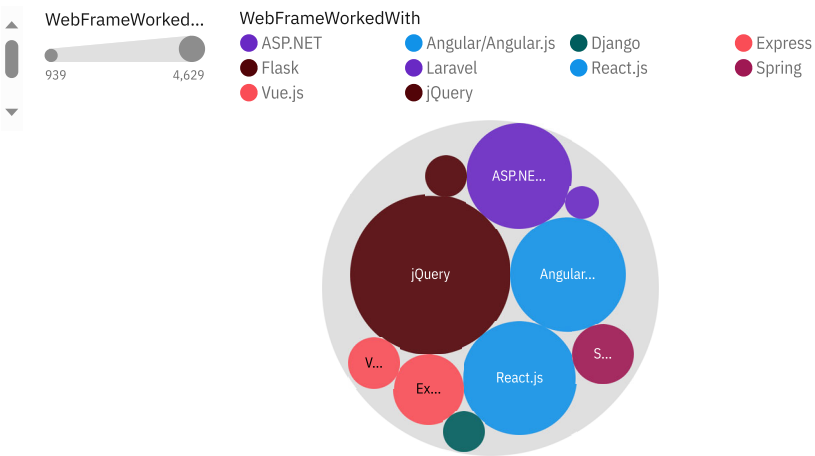 WebFrameWorked...
939
4,629
WebFrameWorkedWith
ASP.NET
Angular/Angular.js
Django
Express
Flask
Laravel
React.js
Spring
Vue.js
jQuery
ASP.NE...
jQuery
Angular...
S...
V...
Ex...
React.js